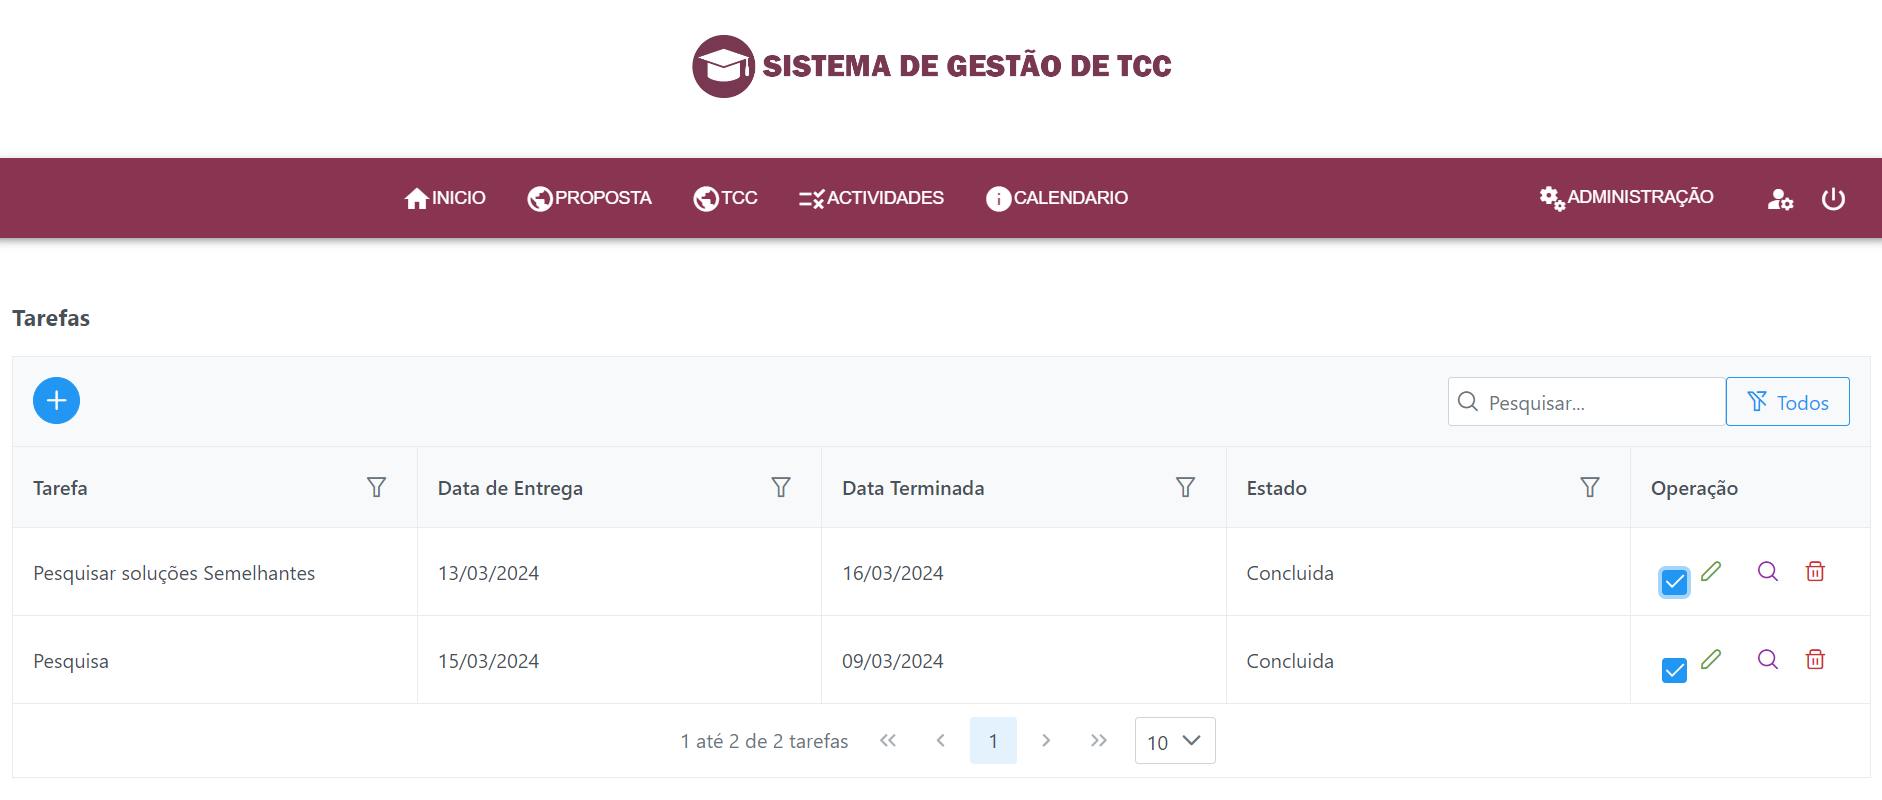 SISTEMA DE GESTÃO DE TCC
INICIO PROPOSTA TCC ACTIVIDADES CALENDARIO ADMINISTRAÇÃO
Tarefas
Pesquisar... Todos
Tarefa Data de Entrega Data Terminada Estado Operação
Pesquisar soluções Semelhantes 13/03/2024 16/03/2024 Concluida
Pesquisa 15/03/2024 09/03/2024 Concluida
1 até 2 de 2 tarefas 1 10